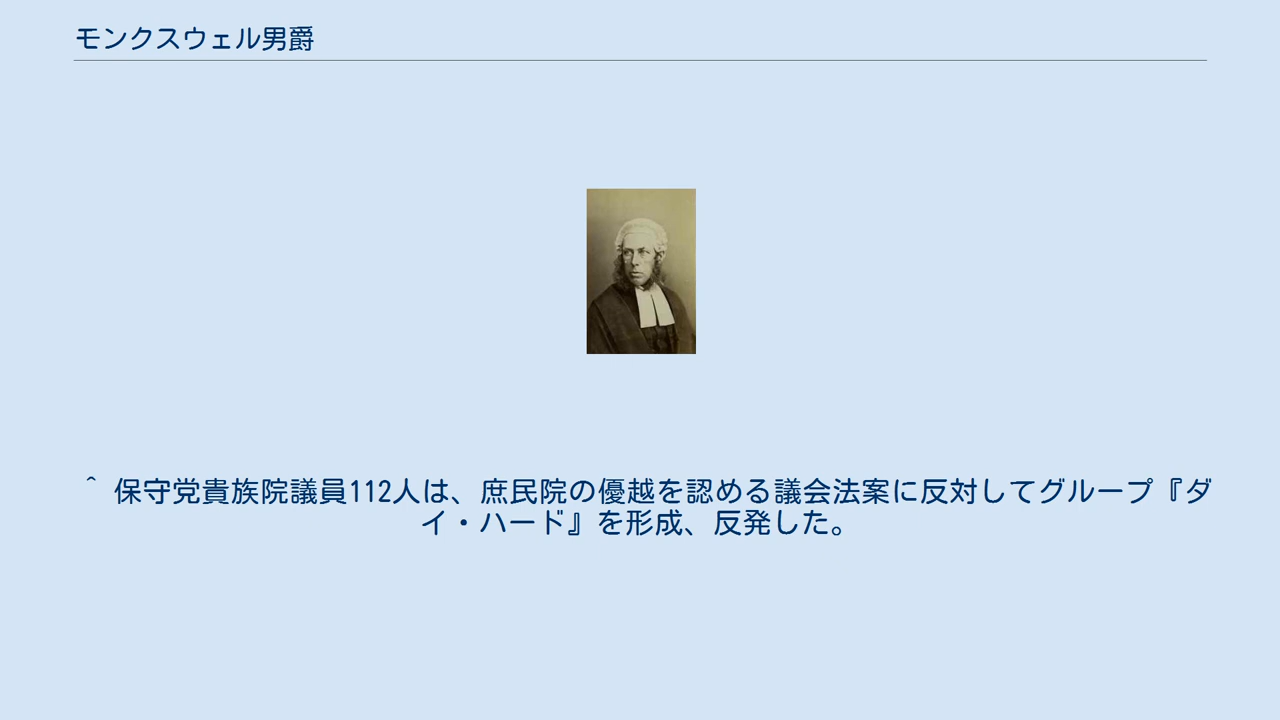 モンクスウェル男爵
^ 保守党貴族院議員112人は、庶民院の優越を認める議会法案に反対してグループ『ダ
イ・ハード』を形成、反発した。